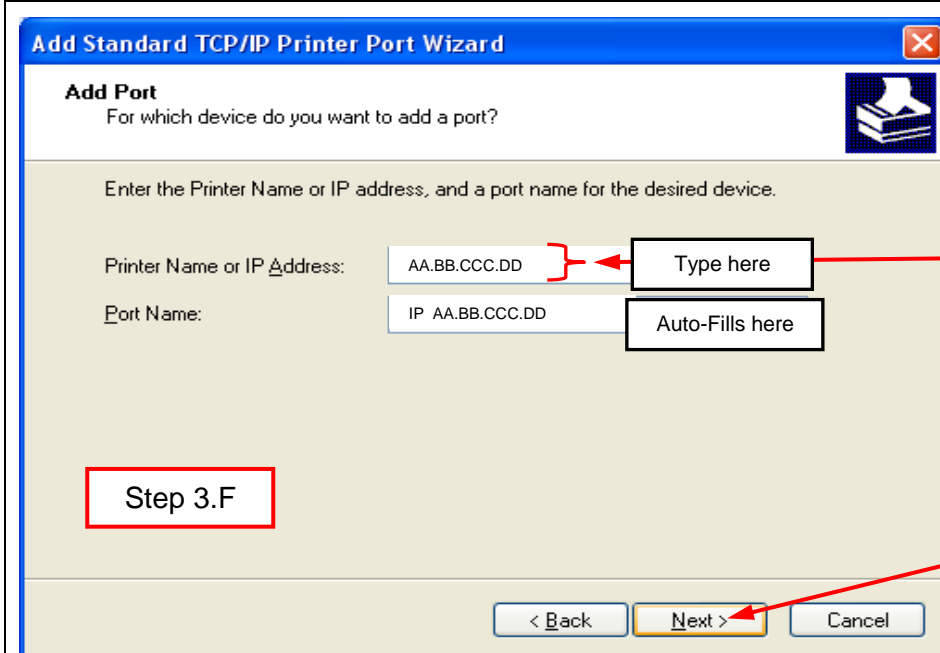 Add Standard TCP/IP Printer Port Wizard
Add Port
For which device do you want to add a port?
Enter the Printer Name or IP address, and a port name for the desired device.
Printer Name or IP Address: AA.BB.CCC.DD Type here
Port Name: IP AA.BB.CCC.DD Auto-Fills here
Step 3.F
< Back Next > Cancel